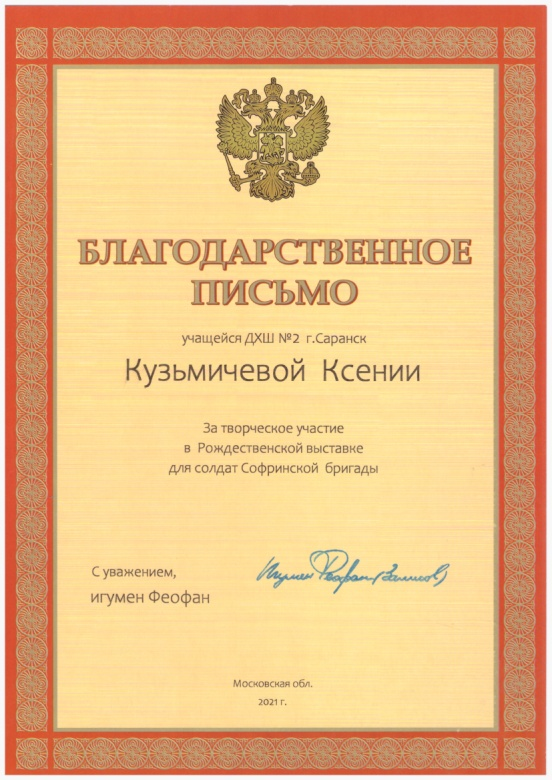 БЛАГОДАРСТВЕННОЕ
ПИСЬМО
учащейся ДХШ №2 г.Саранск
Кузьмичевой Ксении
За творческое участие
в Рождественской выставке
для солдат Софринской бригады
С уважением,
игумен Феофан
Игумен Феофан
Московская обл.
2021 г.